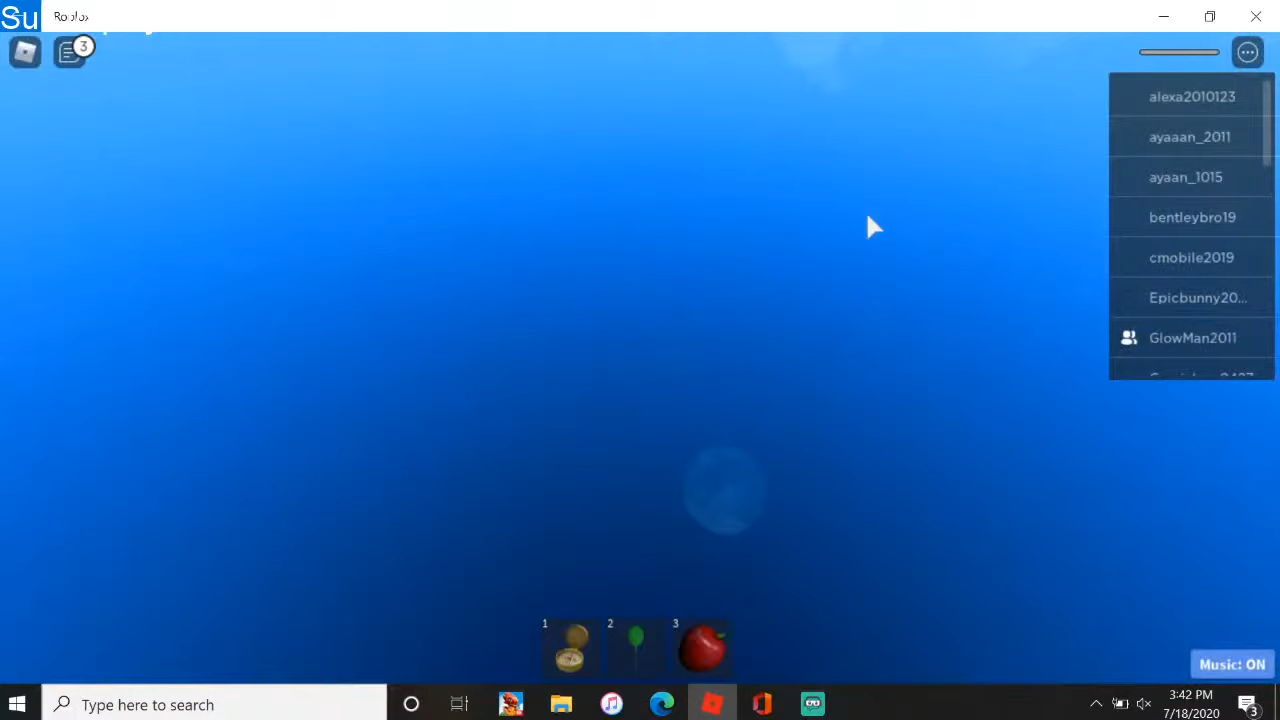 Su
Roblox
3
alexa2010123
ayaaan_2011
ayaan_1015
bentleybro19
cmobile2019
Epicbunny20...
GlowMan2011
1
2
3
Music: ON
Type here to search
3:42 PM
7/18/2020
3